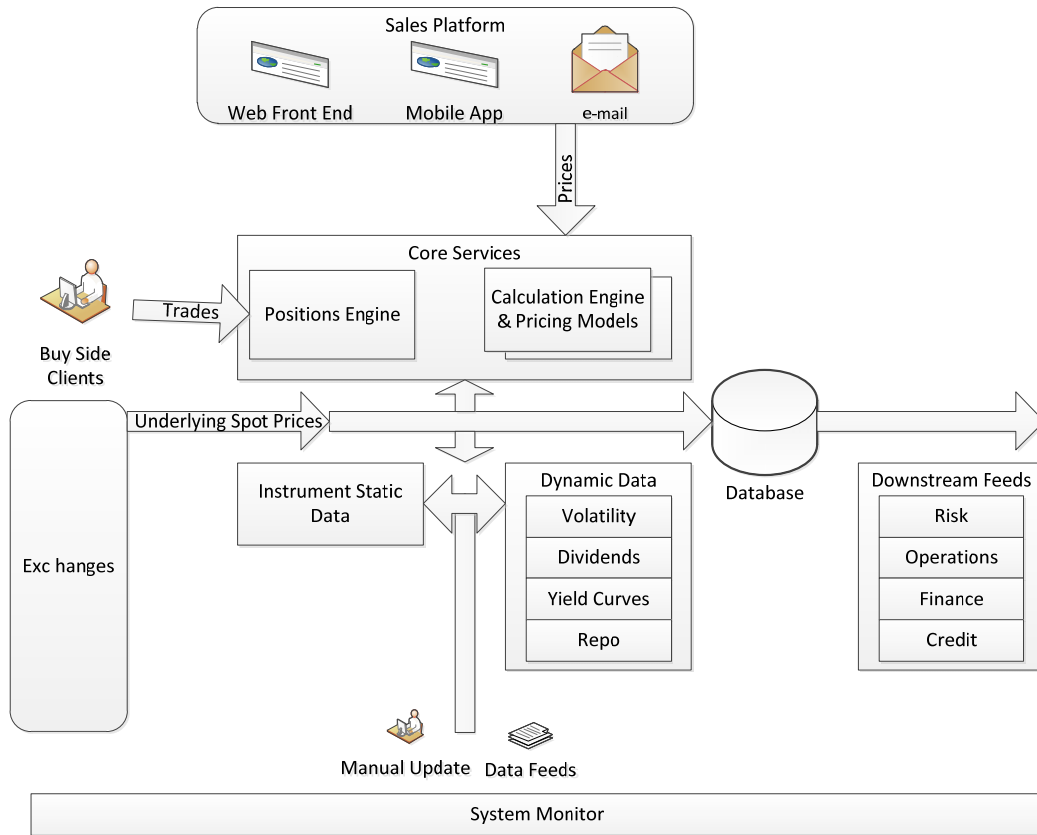 Sales Platform
Web Front End
Mobile App
e-mail
Prices
Core Services
Positions Engine
Calculation Engine
& Pricing Models
Trades
Buy Side
Clients
Underlying Spot Prices
Database
Instrument Static
Data
Dynamic Data
Volatility
Dividends
Yield Curves
Repo
Downstream Feeds
Risk
Operations
Finance
Credit
Exc hanges
Manual Update
Data Feeds
System Monitor